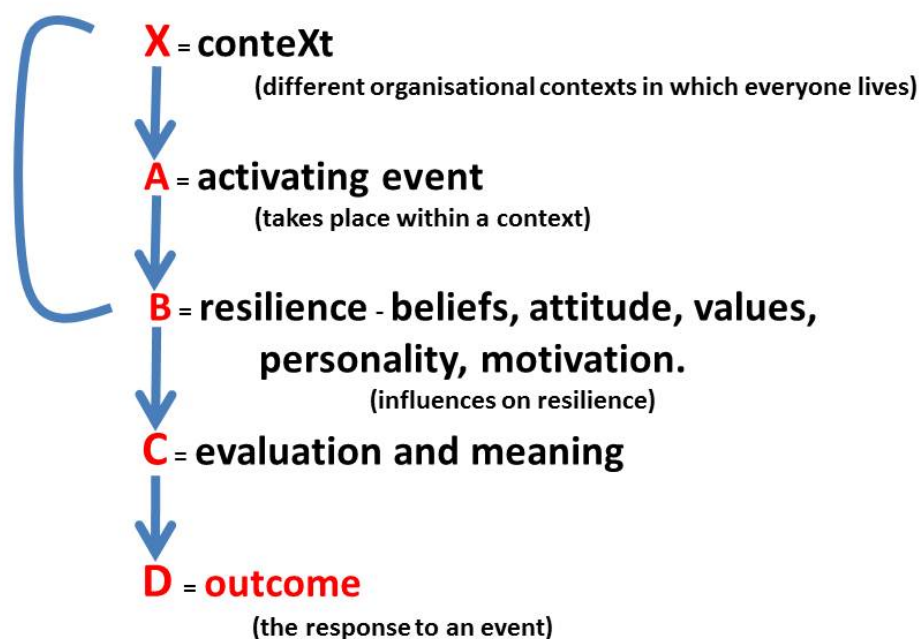 X = conteXt
(different organisational contexts in which everyone lives)
A = activating event
(takes place within a context)
B = resilience - beliefs, attitude, values,
personality, motivation.
(influences on resilience)
C = evaluation and meaning
D = outcome
(the response to an event)